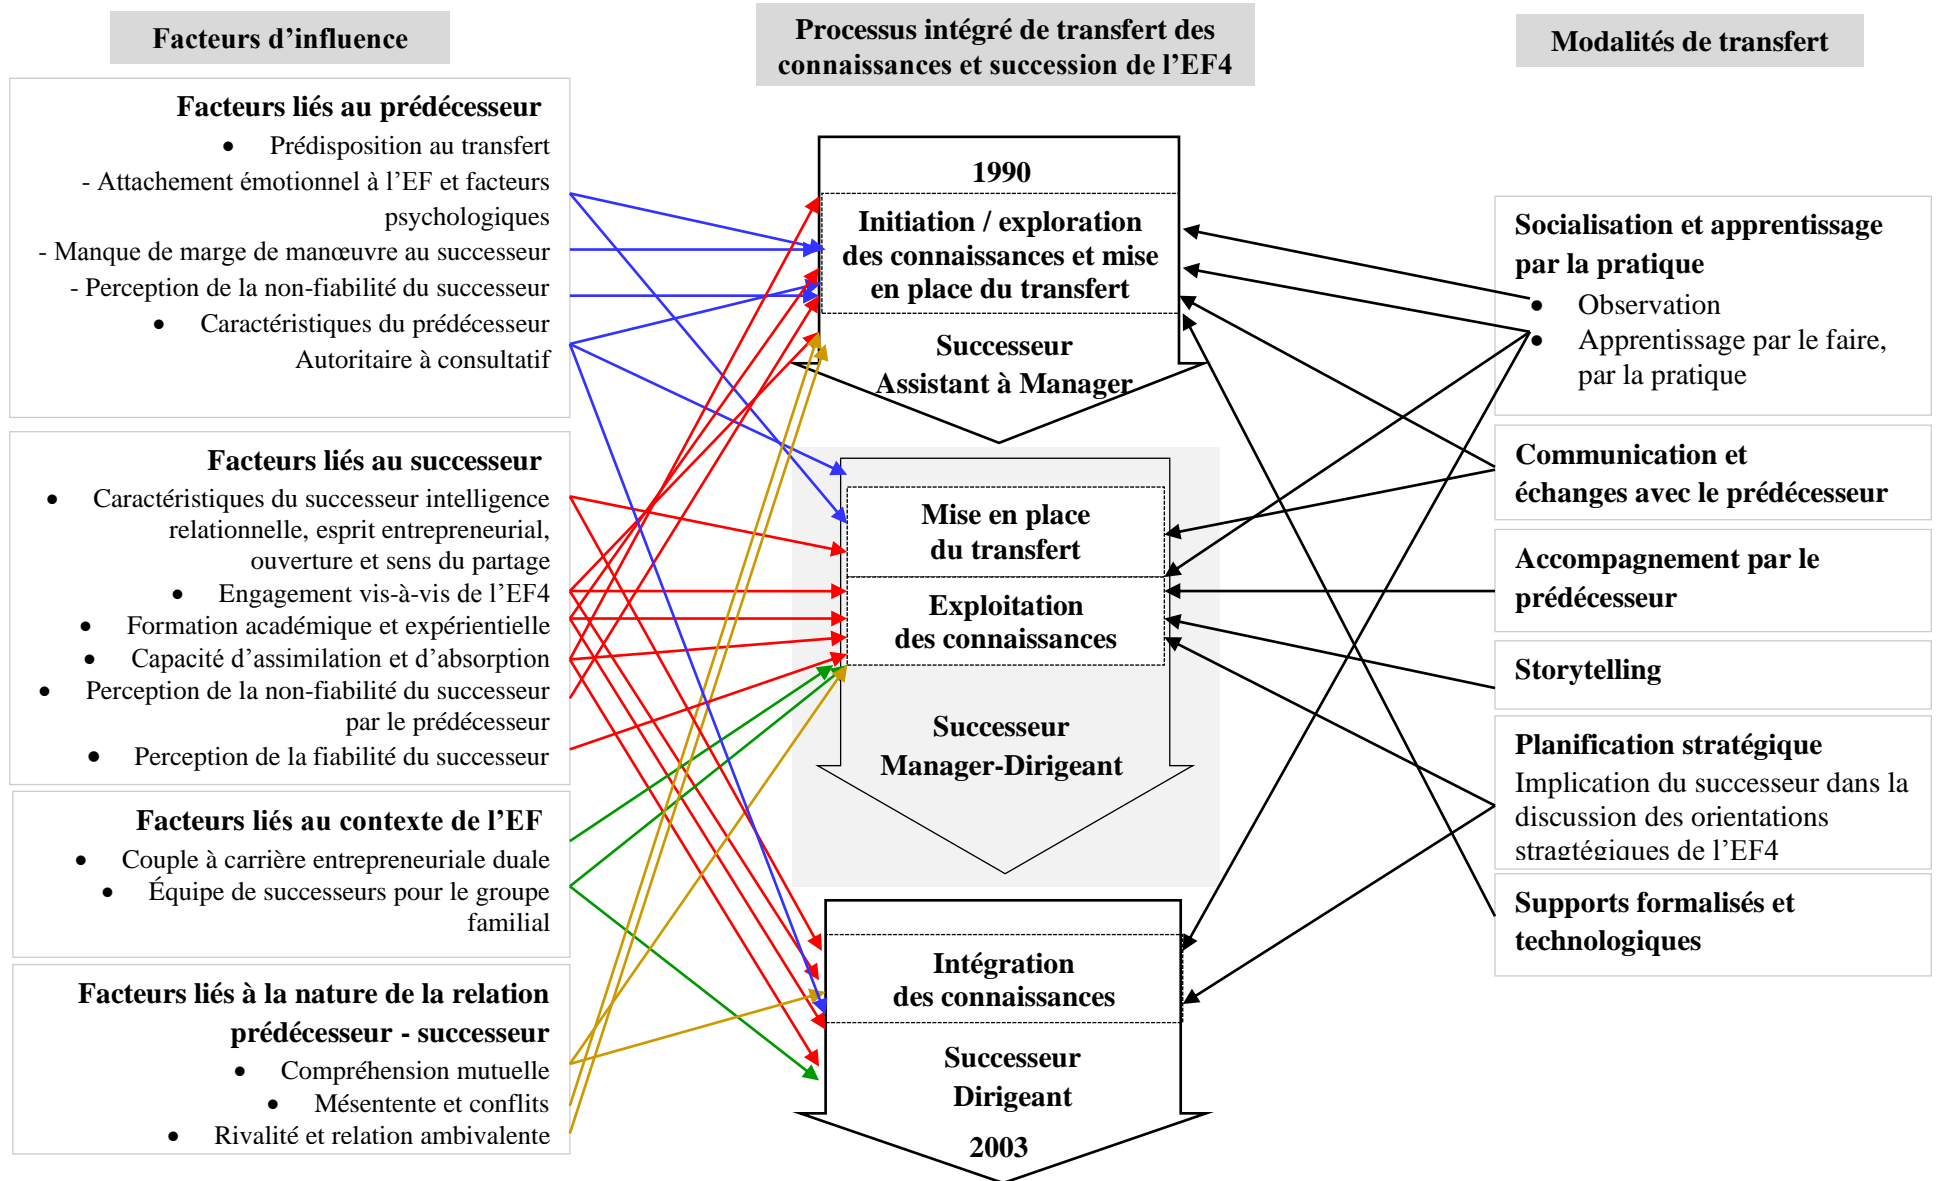 Facteurs d’influence
Processus intégré de transfert des
connaissances et succession de l’EF4
Modalités de transfert
Facteurs liés au prédécesseur
• Prédisposition au transfert
- Attachement émotionnel à l’EF et facteurs
psychologiques
- Manque de marge de manœuvre au successeur
- Perception de la non-fiabilité du successeur
• Caractéristiques du prédécesseur
Autoritaire à consultatif
Facteurs liés au successeur
• Caractéristiques du successeur intelligence
relationnelle, esprit entrepreneurial,
ouverture et sens du partage
• Engagement vis-à-vis de l’EF4
• Formation académique et expérientielle
• Capacité d’assimilation et d’absorption
• Perception de la non-fiabilité du successeur
par le prédécesseur
• Perception de la fiabilité du successeur
Facteurs liés au contexte de l’EF
• Couple à carrière entrepreneuriale duale
• Équipe de successeurs pour le groupe
familial
Facteurs liés à la nature de la relation
prédécesseur - successeur
• Compréhension mutuelle
• Mésentente et conflits
• Rivalité et relation ambivalente
1990
Initiation / exploration
des connaissances et mise
en place du transfert
Successeur
Assistant à Manager
Mise en place
du transfert
Exploitation
des connaissances
Successeur
Manager-Dirigeant
Intégration
des connaissances
Successeur
Dirigeant
2003
Socialisation et apprentissage
par la pratique
• Observation
• Apprentissage par le faire,
par la pratique
Communication et
échanges avec le prédécesseur
Accompagnement par le
prédécesseur
Storytelling
Planification stratégique
Implication du successeur dans la
discussion des orientations
stragtégiques de l’EF4
Supports formalisés et
technologiques